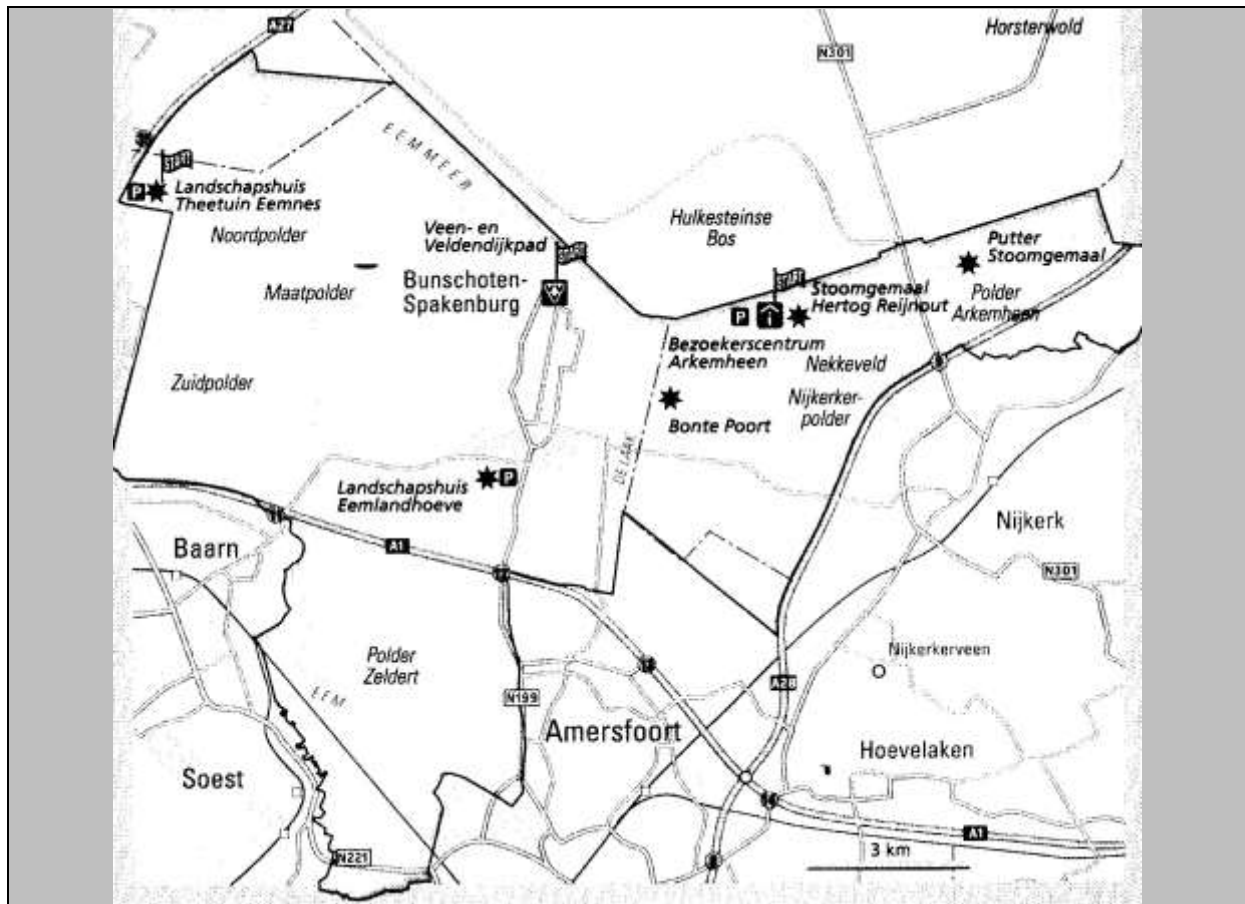 A27
N301
Horsterwold
EEMMEER
START
Landschapshuis
Theetuin Eemnes
P
Noordpolder
Veen- en
Veldendijkpad
Hulkesteinse
Bos
Putter
Stoomgemaal
Maatpolder
Bunschoten-
Spakenburg
START
Stoomgemaal
Hertog Reijnout
P
Polder
Arkemheen
Bezoekerscentrum
Arkemheen
Nekkeveld
Zuidpolder
Nijkerker-
polder
Bonte Poort
DE LAAK
Landschapshuis
Eemlandhoeve
P
Nijkerk
Baarn
A1
N301
Polder
Zeldert
EEM
Nijkerkerveen
A28
N199
Amersfoort
Hoevelaken
Soest
A1
3 km
N221